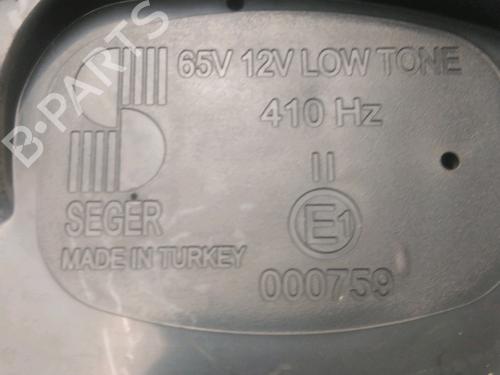 65V 12V LOW TONE
410 Hz
II
E1
SEGER
MADE IN TURKEY
000759
B-PARTS